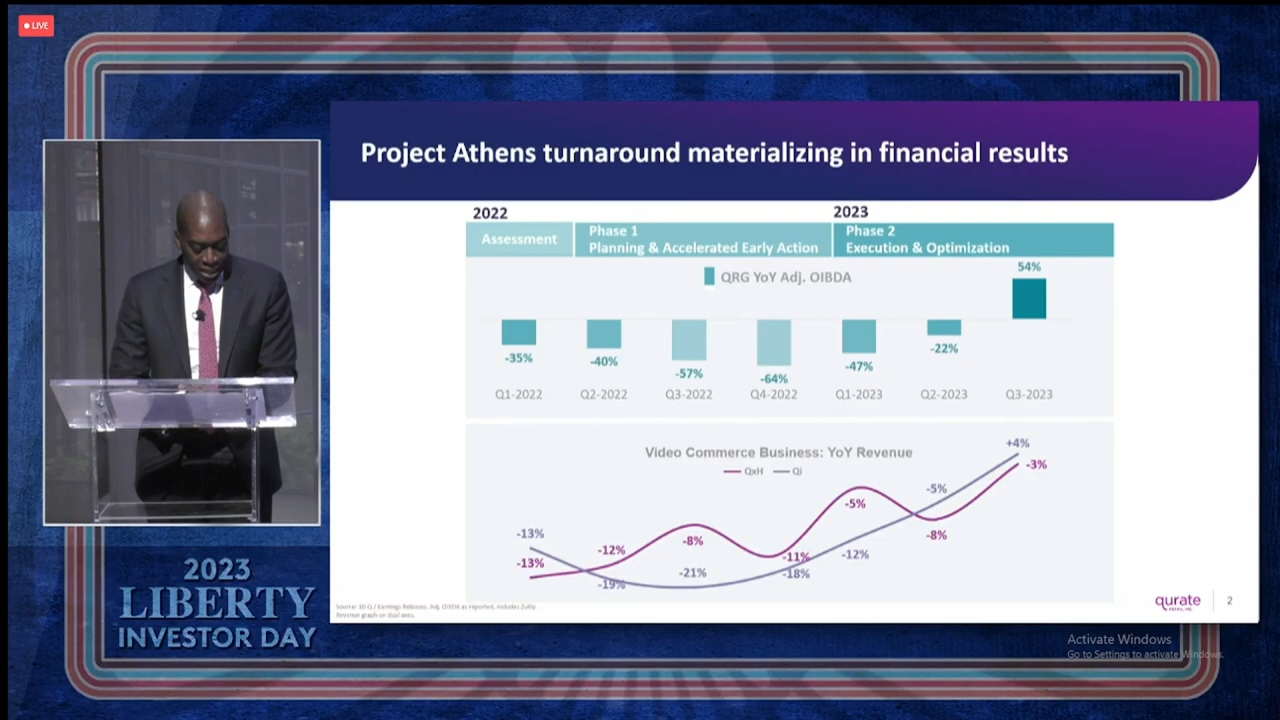 LIVE
Project Athens turnaround materializing in financial results
2022
2023
Assessment
Phase 1
Planning & Accelerated Early Action
Phase 2
Execution & Optimization
QRG YoY Adj. OIBDA
54%
-35%
-40%
-57%
-64%
-47%
-22%
Q1-2022
Q2-2022
Q3-2022
Q4-2022
Q1-2023
Q2-2023
Q3-2023
Video Commerce Business: YoY Revenue
QxH
QI
-13%
-19%
-21%
-18%
-12%
-5%
+4%
-13%
-12%
-8%
-11%
-5%
-8%
-3%
Source: 10-Q / Earnings Releases. Adj. OIBDA as reported, includes Zulily.
Revenue graph on dual axes.
qurate
RETAIL, INC.
2
2023
LIBERTY
INVESTOR DAY
Activate Windows
Go to Settings to activate Windows.